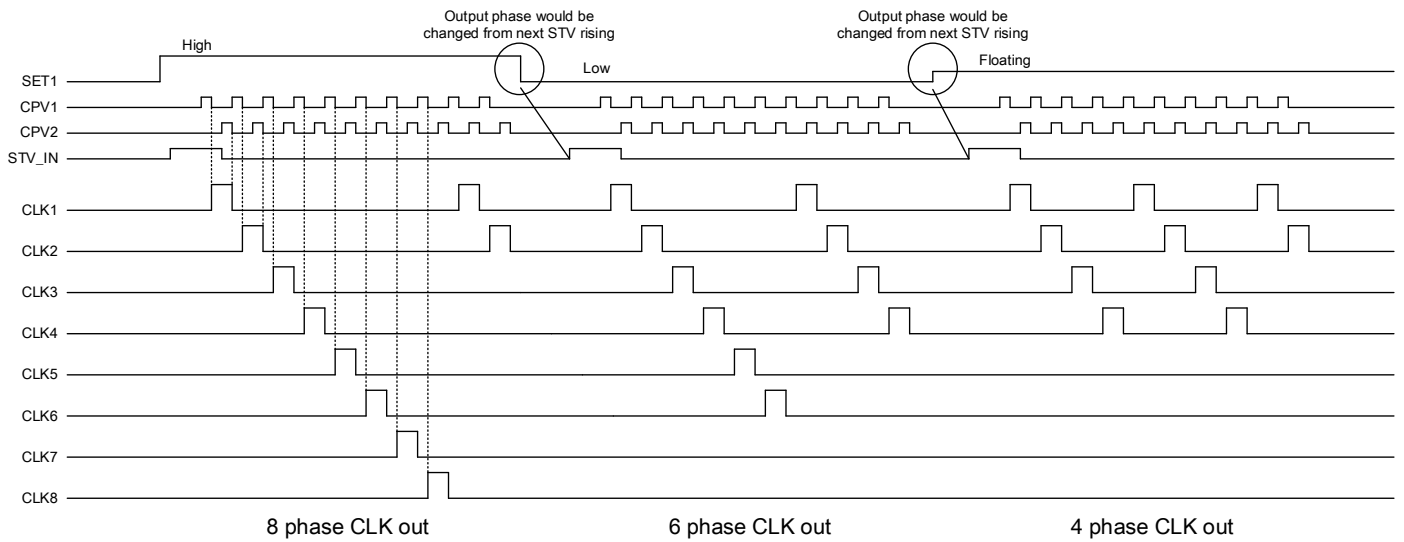 Output phase would be
changed from next STV rising
Output phase would be
changed from next STV rising
High
Low
Floating
SET1
CPV1
CPV2
STV_IN
CLK1
CLK2
CLK3
CLK4
CLK5
CLK6
CLK7
CLK8
8 phase CLK out
6 phase CLK out
4 phase CLK out